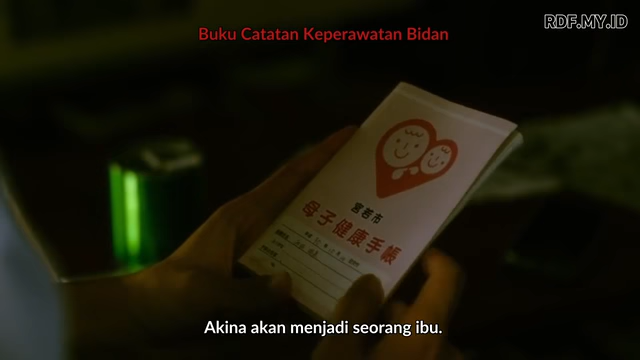 Buku Catatan Keperawatan Bidan
RDF.MY.ID
宮若市
母子健康手帳
Akina akan menjadi seorang ibu.